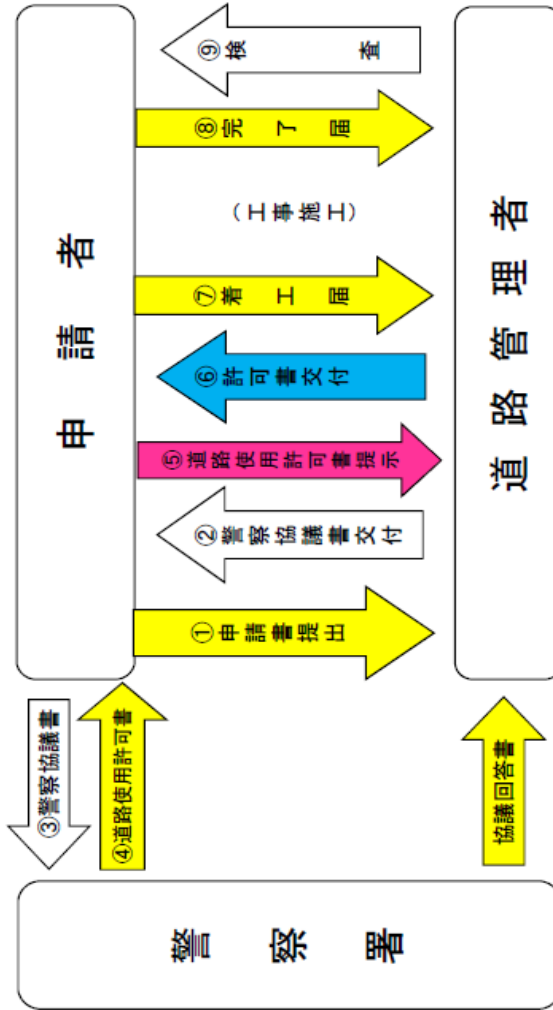 申請者
③警察協議書
④道路使用許可書
①申請書提出
②警察協議書交付
⑤道路使用許可書提示
⑥許可書交付
⑦着工届
（工事施工）
⑧完了届
⑨検査
警察署
協議回答書
道路管理者